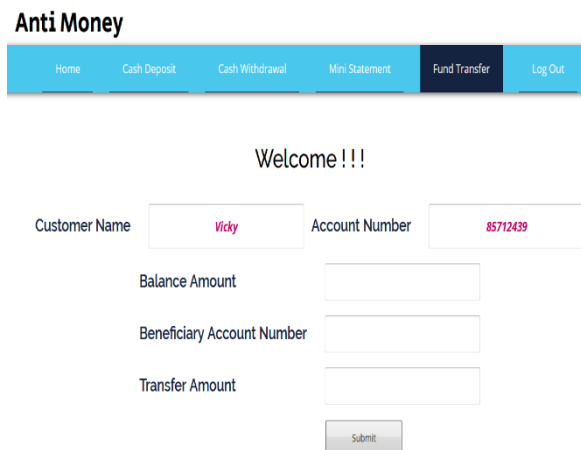 Anti Money
Home Cash Deposit Cash Withdrawal Mini Statement Fund Transfer Log Out
Welcome ! ! !
Customer Name Vicky Account Number 85712439
Balance Amount
Beneficiary Account Number
Transfer Amount
Submit